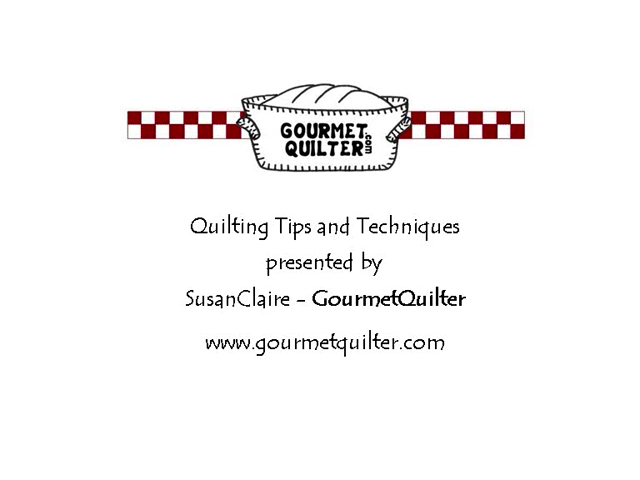 GOURMET
QUILTER.com
Quilting Tips and Techniques
presented by
SusanClaire - GourmetQuilter
www.gourmetquilter.com